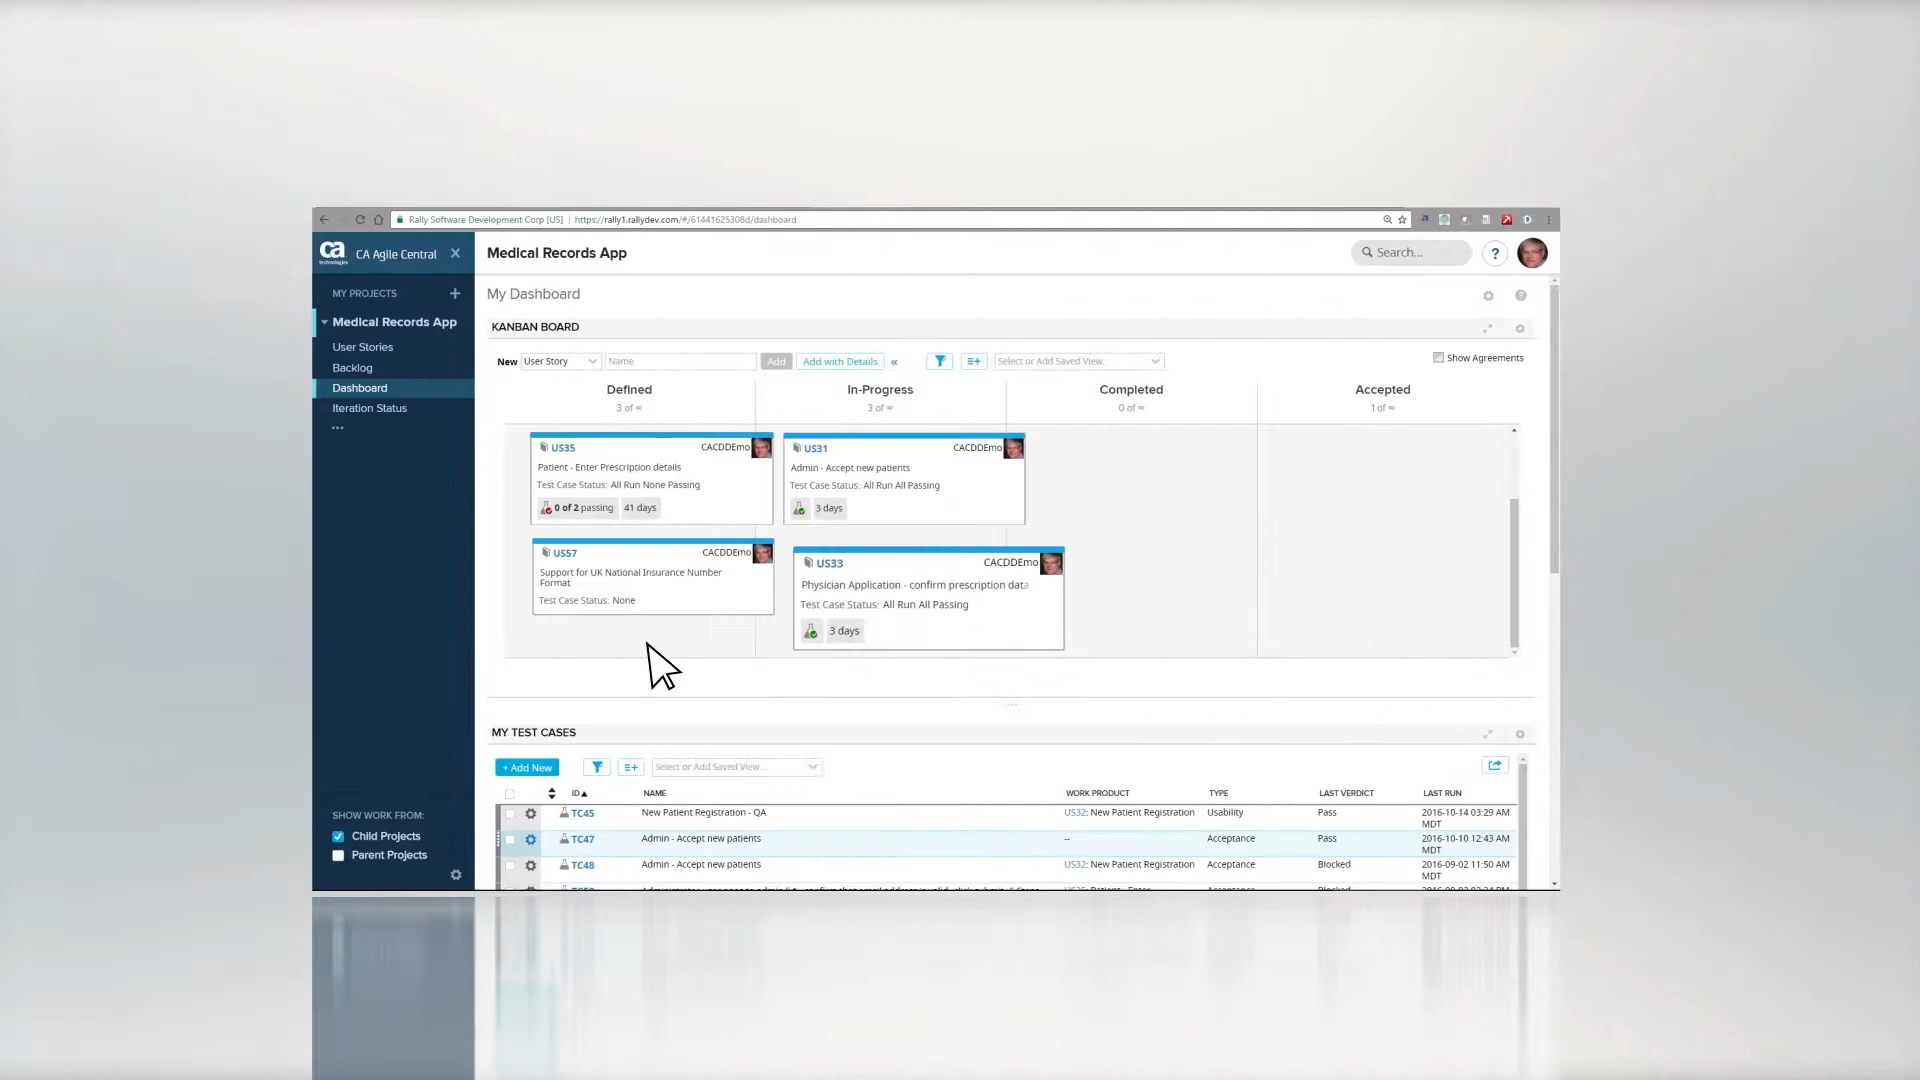 Rally Software Development Corp [US] | https://rally1.rallydev.com/#/61441625308d/dashboard
ca technologies CA Agile Central
Medical Records App
Search...
?
MY PROJECTS
Medical Records App
User Stories
Backlog
Dashboard
Iteration Status
...
My Dashboard
KANBAN BOARD
New User Story Name Add Add with Details « Select or Add Saved View... Show Agreements
Defined In-Progress Completed Accepted
3 of ∞ 3 of ∞ 0 of ∞ 1 of ∞
US35 CACDDEmo
Patient - Enter Prescription details
Test Case Status: All Run None Passing
0 of 2 passing 41 days
US31 CACDDEmo
Admin - Accept new patients
Test Case Status: All Run All Passing
3 days
US57 CACDDEmo
Support for UK National Insurance Number
Format
Test Case Status: None
US33 CACDDEmo
Physician Application - confirm prescription data
Test Case Status: All Run All Passing
3 days
MY TEST CASES
+ Add New Select or Add Saved View...
ID NAME WORK PRODUCT TYPE LAST VERDICT LAST RUN
TC45 New Patient Registration - QA US32: New Patient Registration Usability Pass 2016-10-14 03:29 AM
MDT
TC47 Admin - Accept new patients -- Acceptance Pass 2016-10-10 12:43 AM
MDT
TC48 Admin - Accept new patients US32: New Patient Registration Acceptance Blocked 2016-09-02 11:50 AM
MDT
SHOW WORK FROM:
Child Projects
Parent Projects